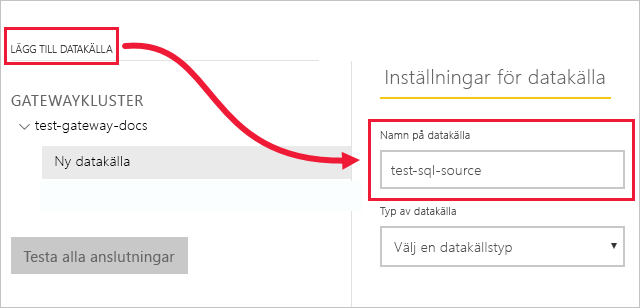 LÄGG TILL DATAKÄLLA
GATEWAYKLUSTER
test-gateway-docs
Ny datakälla
Testa alla anslutningar
Inställningar för datakälla
Namn på datakälla
test-sql-source
Typ av datakälla
Välj en datakällstyp